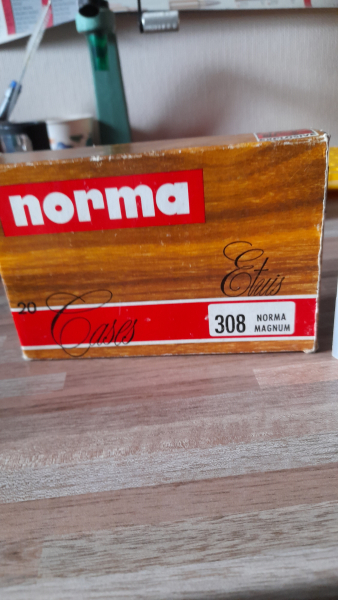 norma
Etuis
20 Cases
308 NORMA
MAGNUM